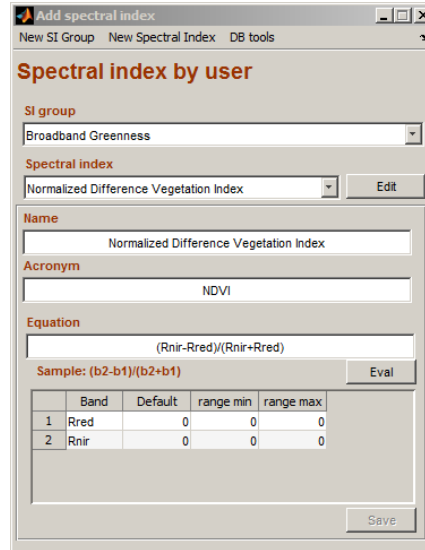 Add spectral index
New SI Group New Spectral Index DB tools
Spectral index by user
SI group
Broadband Greenness
Spectral index
Normalized Difference Vegetation Index Edit
Name
Normalized Difference Vegetation Index
Acronym
NDVI
Equation
(Rnir-Rred)/(Rnir+Rred)
Sample: (b2-b1)/(b2+b1) Eval
Band Default range min range max
1 Rred 0 0 0
2 Rnir 0 0 0
Save